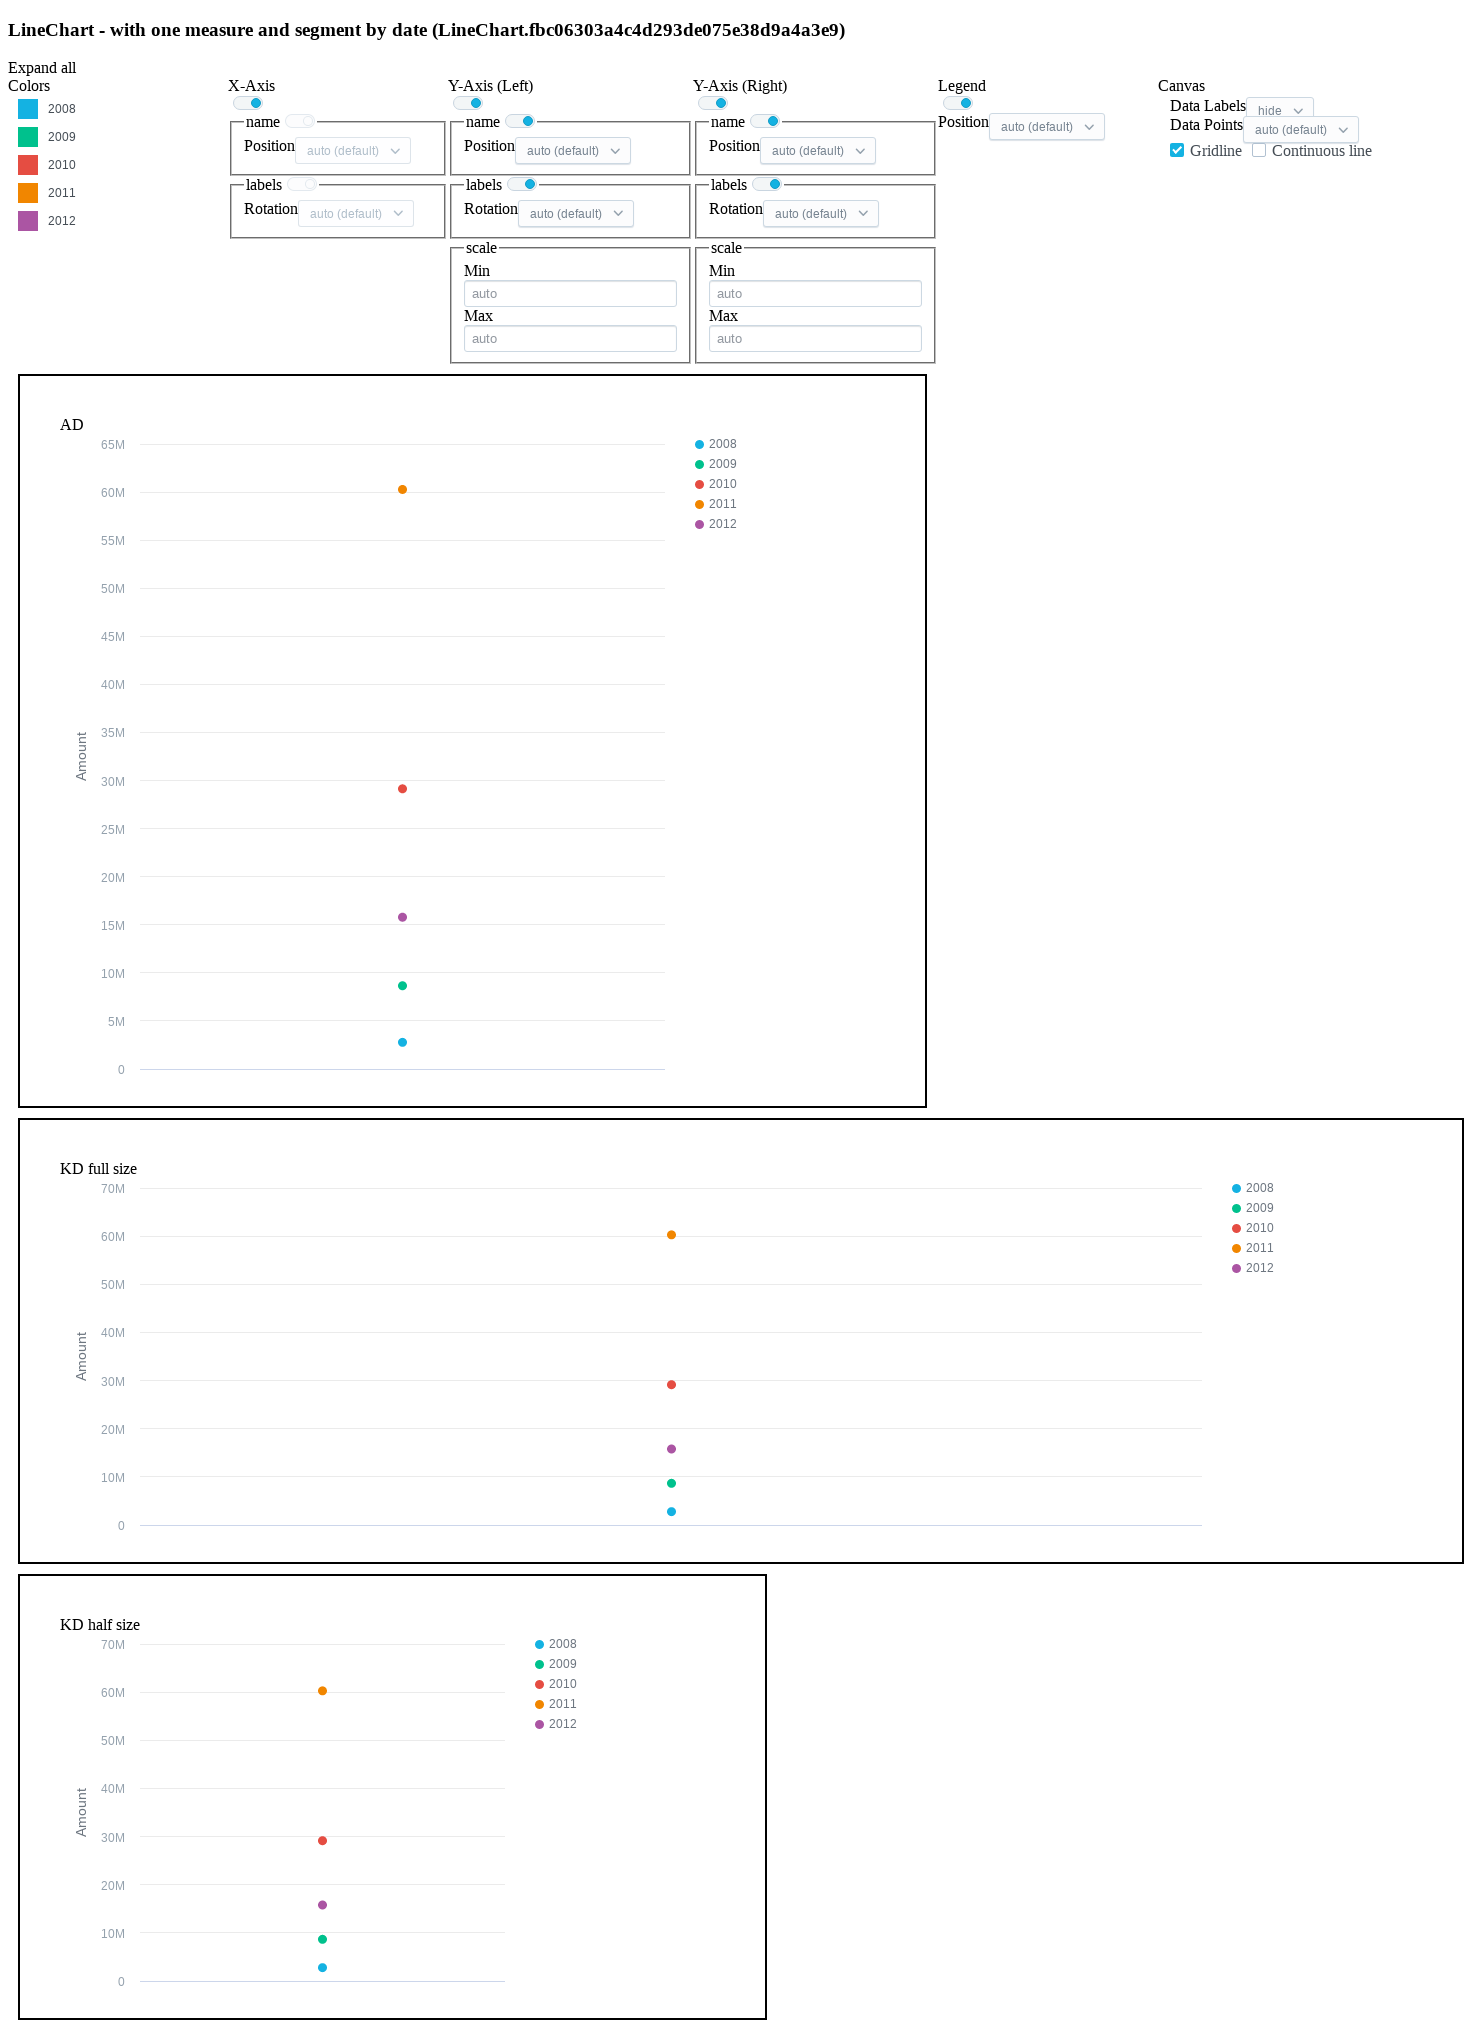 LineChart - with one measure and segment by date (LineChart.fbc06303a4c4d293de075e38d9a4a3e9)
Expand all
Colors
2008
2009
2010
2011
2012
X-Axis
name
Position auto (default)
labels
Rotation auto (default)
Y-Axis (Left)
name
Position auto (default)
labels
Rotation auto (default)
scale
Min
auto
Max
auto
Y-Axis (Right)
name
Position auto (default)
labels
Rotation auto (default)
scale
Min
auto
Max
auto
Legend
Position auto (default)
Canvas
Data Labels hide
Data Points auto (default)
Gridline Continuous line
AD
65M
60M
55M
50M
45M
40M
35M
30M
25M
20M
15M
10M
5M
0
Amount
2008
2009
2010
2011
2012
KD full size
70M
60M
50M
40M
30M
20M
10M
0
Amount
2008
2009
2010
2011
2012
KD half size
70M
60M
50M
40M
30M
20M
10M
0
Amount
2008
2009
2010
2011
2012